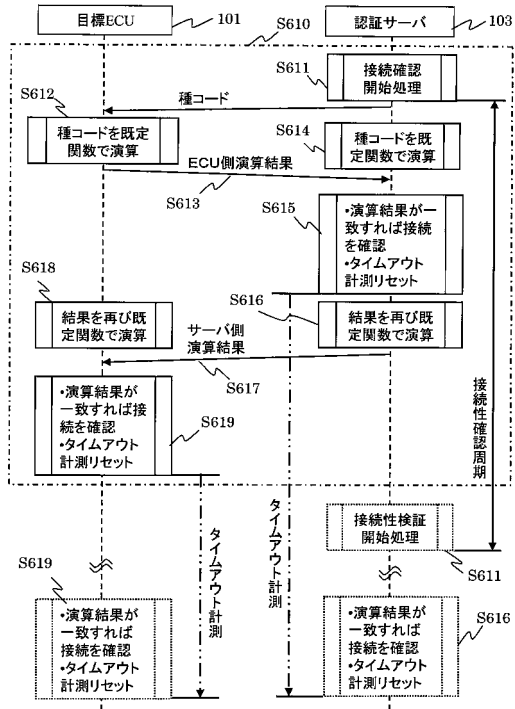 目標ECU
101
S610
認証サーバ
103
S611
接続確認
開始処理
種コード
S612
種コードを既定
関数で演算
S614
種コードを既
定関数で演算
ECU側演算結果
S613
S615
・演算結果が一
致すれば接続
を確認
・タイムアウト
計測リセット
S618
結果を再び既
定関数で演算
S616
結果を再び既
定関数で演算
サーバ側
演算結果
S617
・演算結果が
一致すれば接
続を確認
・タイムアウト
計測リセット
S619
接続性確認周期
タイムアウト計測
タイムアウト計測
接続性検証
開始処理
S611
S619
・演算結果が
一致すれば
接続を確認
・タイムアウト
計測リセット
・演算結果が
一致すれば
接続を確認
・タイムアウト
計測リセット
S616